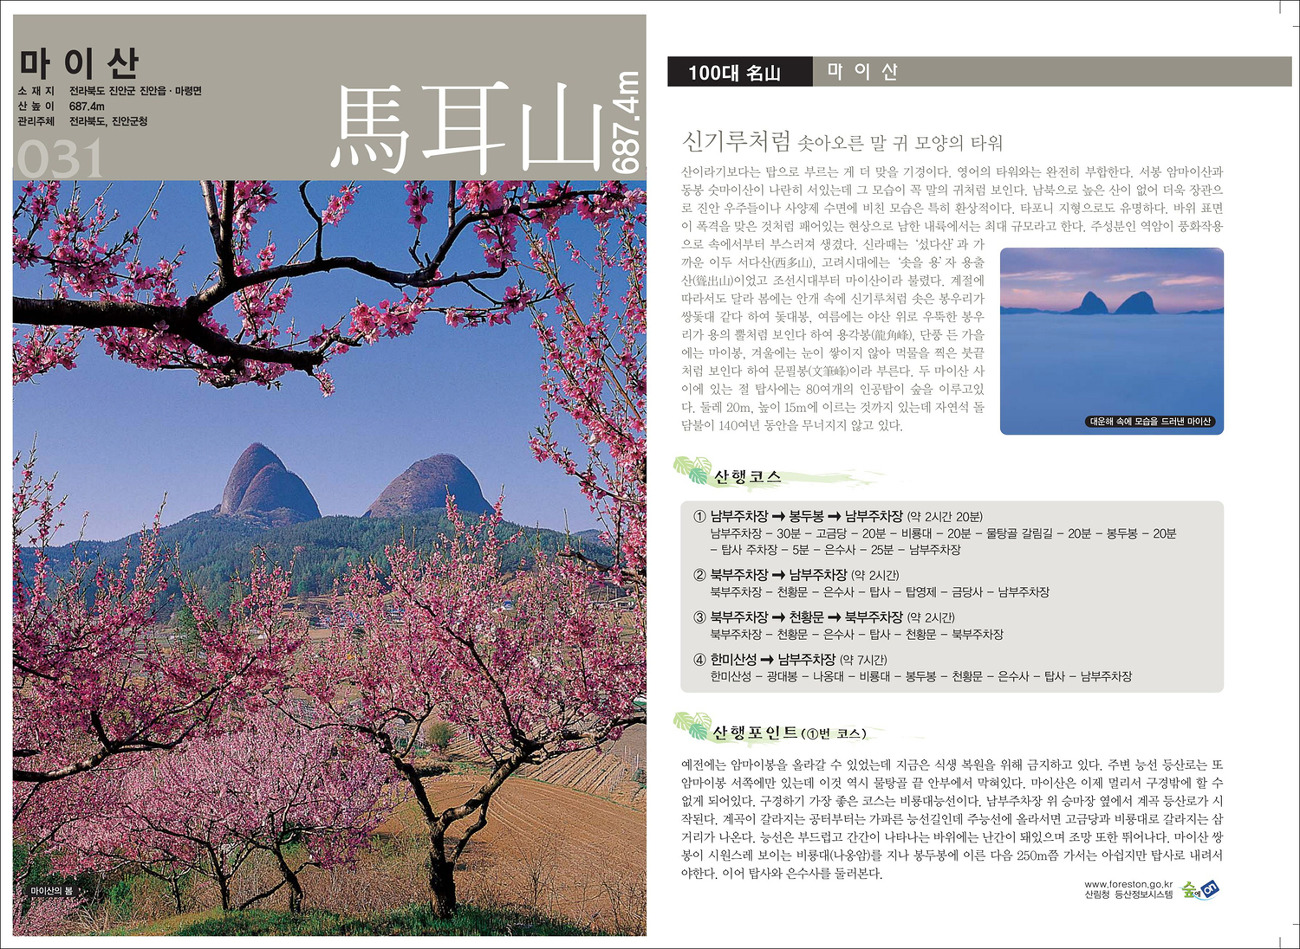 마 이 산
소 재 지 전라북도 진안군 진안읍 · 마령면
산 높 이 687.4m
관리주체 전라북도, 진안군청
031
馬耳山
687.4m
마이산의 봄
100대 名山 마 이 산
신기루처럼 솟아오른 말 귀 모양의 타워
산이라기보다는 탑으로 부르는 게 더 맞을 기경이다. 영어의 타워와는 완전히 부합한다. 서봉 암마이산과
동봉 숫마이산이 나란히 서있는데 그 모습이 꼭 말의 귀처럼 보인다. 남북으로 높은 산이 없어 더욱 장관으
로 진안 우주들이나 사양제 수면에 비친 모습은 특히 환상적이다. 타포니 지형으로도 유명하다. 바위 표면
이 폭격을 맞은 것처럼 패어있는 현상으로 남한 내륙에서는 최대 규모라고 한다. 주성분인 역암이 풍화작용
으로 속에서부터 부스러져 생겼다. 신라때는 ‘섰다산’ 과 가
까운 이두 서다산(西多山), 고려시대에는 ‘솟을 용’ 자 용출
산(聳出山)이었고 조선시대부터 마이산이라 불렸다. 계절에
따라서도 달라 봄에는 안개 속에 신기루처럼 솟은 봉우리가
쌍돛대 같다 하여 돛대봉, 여름에는 야산 위로 우뚝한 봉우
리가 용의 뿔처럼 보인다 하여 용각봉(龍角峰), 단풍 든 가을
에는 마이봉, 겨울에는 눈이 쌓이지 않아 먹물을 찍은 붓끝
처럼 보인다 하여 문필봉(文筆峰)이라 부른다. 두 마이산 사
이에 있는 절 탑사에는 80여개의 인공탑이 숲을 이루고있
다. 둘레 20m, 높이 15m에 이르는 것까지 있는데 자연석 돌
담불이 140여년 동안을 무너지지 않고 있다.
대운해 속에 모습을 드러낸 마이산
산행코스
① 남부주차장 ➞ 봉두봉 ➞ 남부주차장 (약 2시간 20분)
남부주차장 – 30분 – 고금당 – 20분 – 비룡대 – 20분 – 물탕골 갈림길 – 20분 – 봉두봉 – 20분
– 탑사 주차장 – 5분 – 은수사 – 25분 – 남부주차장
② 북부주차장 ➞ 남부주차장 (약 2시간)
북부주차장 – 천황문 – 은수사 – 탑사 – 탑영제 – 금당사 – 남부주차장
③ 북부주차장 ➞ 천황문 ➞ 북부주차장 (약 2시간)
북부주차장 – 천황문 – 은수사 – 탑사 – 천황문 – 북부주차장
④ 한미산성 ➞ 남부주차장 (약 7시간)
한미산성 – 광대봉 – 나옹대 – 비룡대 – 봉두봉 – 천황문 – 은수사 – 탑사 – 남부주차장
산행포인트(①번 코스)
예전에는 암마이봉을 올라갈 수 있었는데 지금은 식생 복원을 위해 금지하고 있다. 주변 능선 등산로는 또
암마이봉 서쪽에만 있는데 이것 역시 물탕골 끝 안부에서 막혀있다. 마이산은 이제 멀리서 구경밖에 할 수
없게 되어있다. 구경하기 가장 좋은 코스는 비룡대능선이다. 남부주차장 위 승마장 옆에서 계곡 등산로가 시
작된다. 계곡이 갈라지는 공터부터는 가파른 능선길인데 주능선에 올라서면 고금당과 비룡대로 갈라지는 삼
거리가 나온다. 능선은 부드럽고 간간이 나타나는 바위에는 난간이 돼있으며 조망 또한 뛰어나다. 마이산 쌍
봉이 시원스레 보이는 비룡대(나옹암)를 지나 봉두봉에 이른 다음 250m쯤 가서는 아쉽지만 탑사로 내려서
야한다. 이어 탑사와 은수사를 둘러본다.
www.foreston.go.kr
산림청 등산정보시스템
숲에on